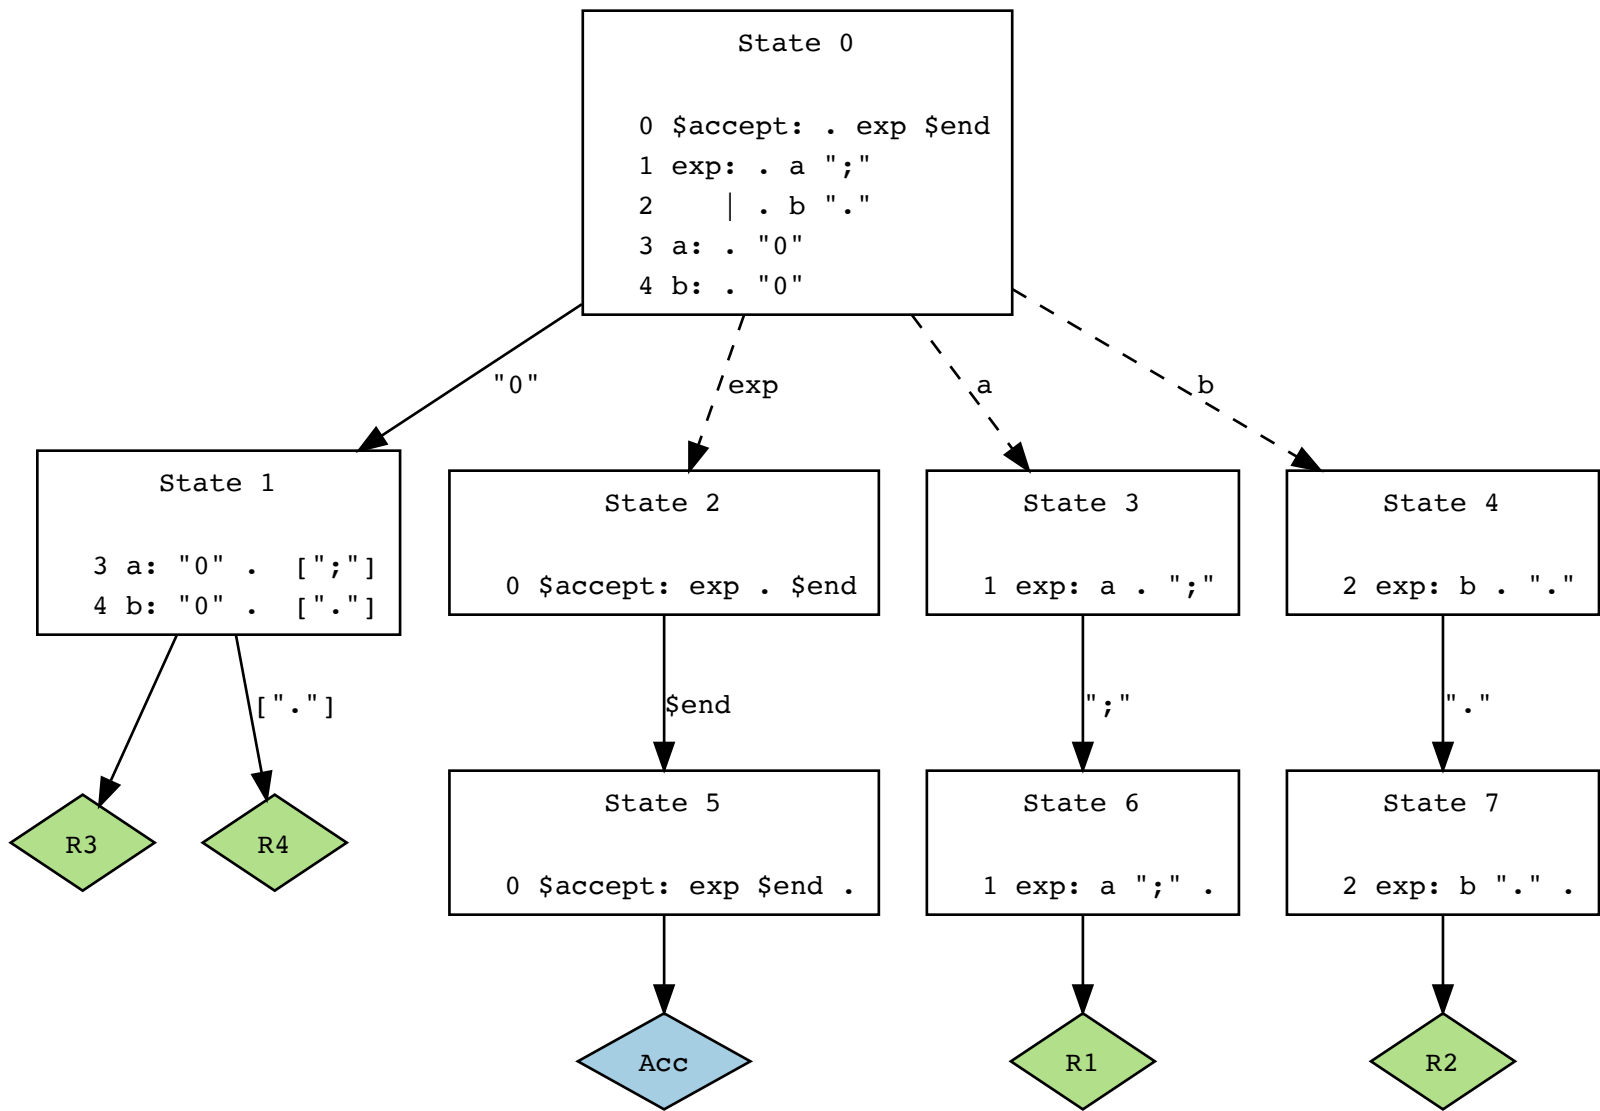 State 0
0 $accept: . exp $end
1 exp: . a ";"
2    | . b "."
3 a: . "0"
4 b: . "0"
"0"
exp
a
b
State 1
3 a: "0" .  [";"]
4 b: "0" .  ["."]
State 2
0 $accept: exp . $end
State 3
1 exp: a . ";"
State 4
2 exp: b . "."
["."]
$end
";"
"."
R3
R4
State 5
0 $accept: exp $end .
State 6
1 exp: a ";" .
State 7
2 exp: b "." .
Acc
R1
R2